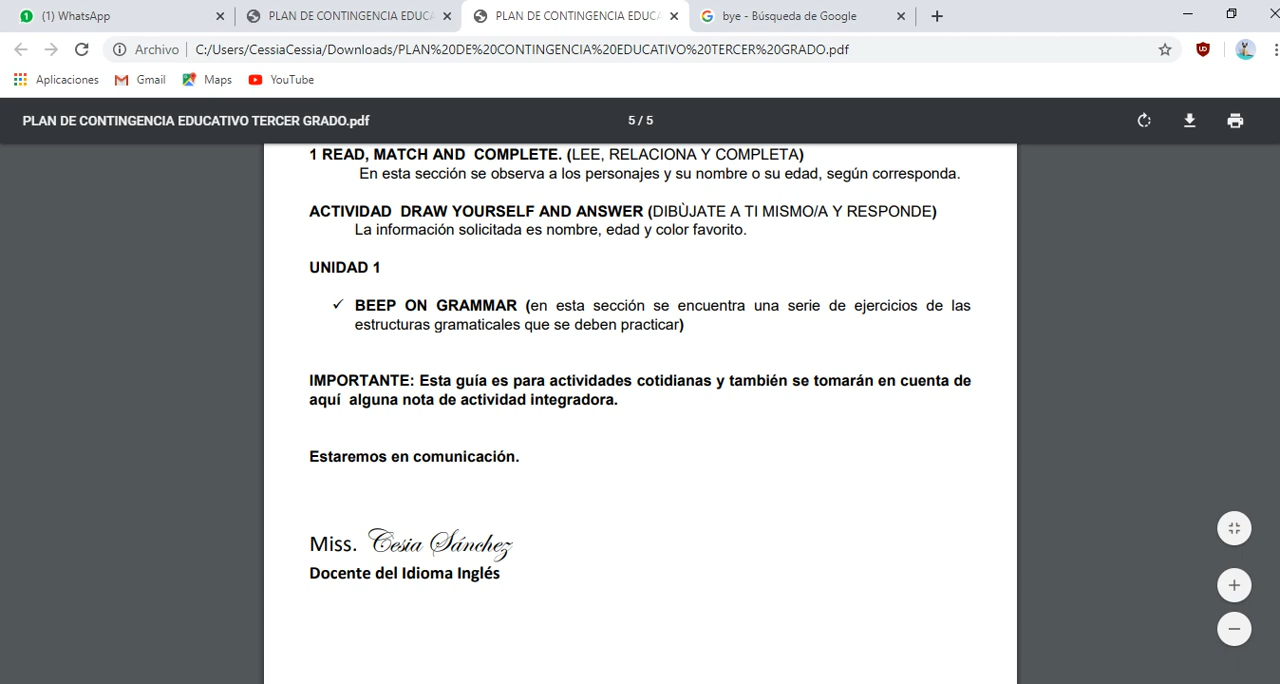 (1) WhatsApp
PLAN DE CONTINGENCIA EDUCA
PLAN DE CONTINGENCIA EDUCA
bye - Búsqueda de Google
Archivo
C:/Users/CessiaCessia/Downloads/PLAN%20DE%20CONTINGENCIA%20EDUCATIVO%20TERCER%20GRADO.pdf
Aplicaciones
Gmail
Maps
YouTube
PLAN DE CONTINGENCIA EDUCATIVO TERCER GRADO.pdf
5 / 5
1 READ, MATCH AND COMPLETE. (LEE, RELACIONA Y COMPLETA)
En esta sección se observa a los personajes y su nombre o su edad, según corresponda.
ACTIVIDAD DRAW YOURSELF AND ANSWER (DIBÙJATE A TI MISMO/A Y RESPONDE)
La información solicitada es nombre, edad y color favorito.
UNIDAD 1
✓ BEEP ON GRAMMAR (en esta sección se encuentra una serie de ejercicios de las
estructuras gramaticales que se deben practicar)
IMPORTANTE: Esta guía es para actividades cotidianas y también se tomarán en cuenta de
aquí alguna nota de actividad integradora.
Estaremos en comunicación.
Miss. Cesia Sánchez
Docente del Idioma Inglés